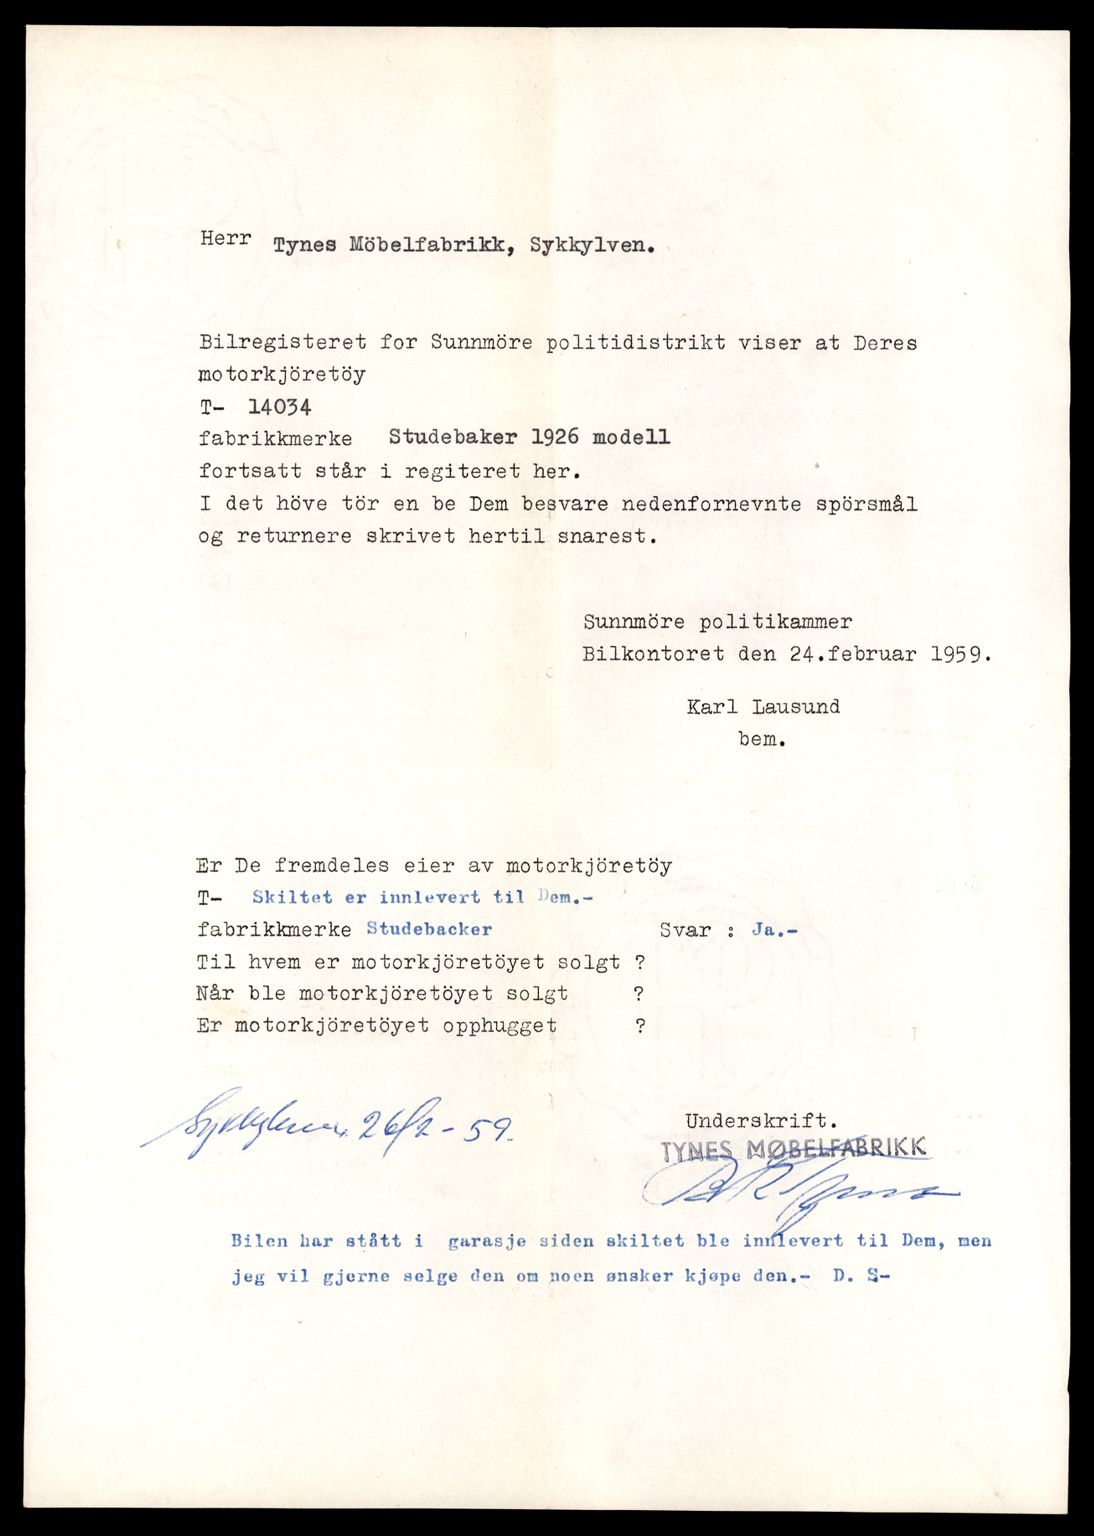 Herr Tynes Möbelfabrikk, Sykkylven.
Bilregisteret for Sunnmöre politidistrikt viser at Deres
motorkjöretöy
T- 14034
fabrikkmerke Studebaker 1926 modell
fortsatt står i regiteret her.
I det höve tör en be Dem besvare nedenfornevnte spörsmål
og returnere skrivet hertil snarest.
Sunnmöre politikammer
Bilkontoret den 24.februar 1959.
Karl Lausund
bem.
Er De fremdeles eier av motorkjöretöy
T- Skiltet er innlevert til Dem.-
fabrikkmerke Studebacker Svar : Ja.-
Til hvem er motorkjöretöyet solgt ?
Når ble motorkjöretöyet solgt ?
Er motorkjöretöyet opphugget ?
Sykkylven, 26/2-59.
Underskrift.
TYNES MØBELFABRIKK
Bilen har stått i garasje siden skiltet ble innlevert til Dem, men
jeg vil gjerne selge den om noen ønsker kjøpe den.- D. S-